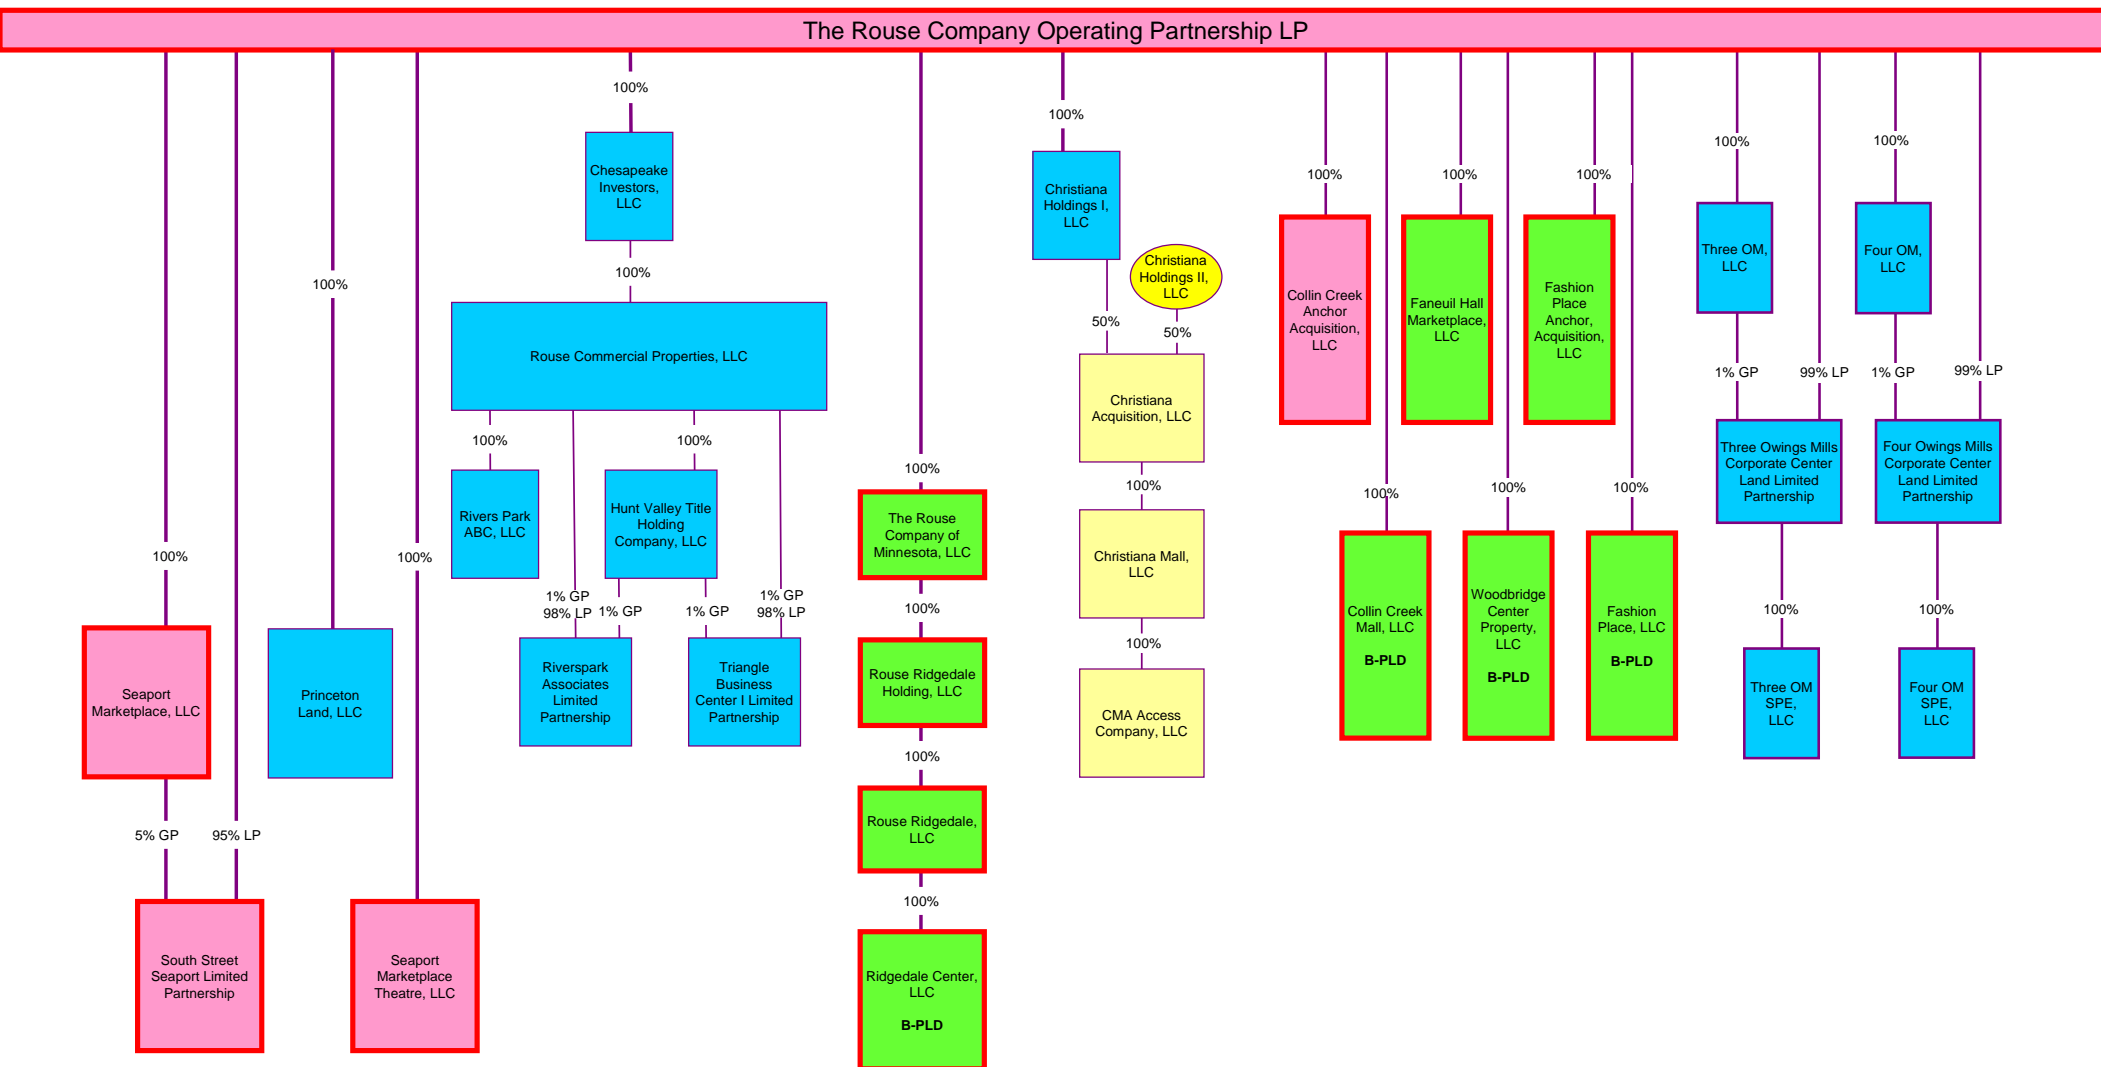 The Rouse Company Operating Partnership LP
100%
100%
Chesapeake
Investors,
LLC
100%
Rouse Commercial Properties, LLC
100%
100%
Rivers Park
ABC, LLC
Hunt Valley Title
Holding
Company, LLC
1% GP
98% LP
1% GP
1% GP
1% GP
98% LP
Riverspark
Associates
Limited
Partnership
Triangle
Business
Center I Limited
Partnership
100%
Seaport
Marketplace, LLC
5% GP
95% LP
South Street
Seaport Limited
Partnership
100%
Princeton
Land, LLC
100%
Seaport
Marketplace
Theatre, LLC
100%
The Rouse
Company of
Minnesota, LLC
100%
Rouse Ridgedale
Holding, LLC
100%
Rouse Ridgedale,
LLC
100%
Ridgedale Center,
LLC
B-PLD
Christiana
Holdings I,
LLC
Christiana
Holdings II,
LLC
50%
50%
Christiana
Acquisition, LLC
100%
Christiana Mall,
LLC
100%
CMA Access
Company, LLC
100%
100%
100%
Collin Creek
Anchor
Acquisition,
LLC
Faneuil Hall
Marketplace,
LLC
Fashion
Place
Anchor,
Acquisition,
LLC
100%
100%
100%
Collin Creek
Mall, LLC
B-PLD
Woodbridge
Center
Property,
LLC
B-PLD
Fashion
Place, LLC
B-PLD
100%
100%
Three OM,
LLC
Four OM,
LLC
1% GP
99% LP
1% GP
99% LP
Three Owings Mills
Corporate Center
Land Limited
Partnership
Four Owings Mills
Corporate Center
Land Limited
Partnership
100%
100%
Three OM
SPE,
LLC
Four OM
SPE,
LLC